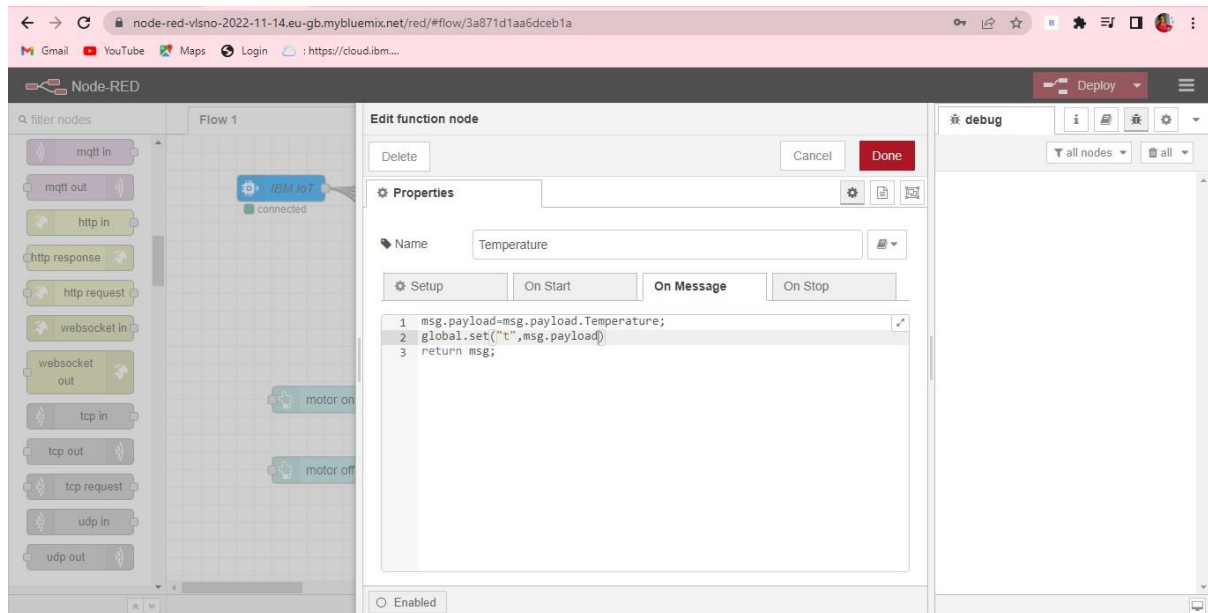 node-red-vlsno-2022-11-14.eu-gb.mybluemix.net/red/#flow/3a871d1aa6dceb1a
Gmail YouTube Maps Login : https://cloud.ibm....
Node-RED Deploy
filter nodes Flow 1
mqtt in
mqtt out
http in
http response
http request
websocket in
websocket
out
tcp in
tcp out
tcp request
udp in
udp out
IBM IoT
connected
motor on
motor off
Edit function node
Delete Cancel Done
Properties
Name Temperature
Setup On Start On Message On Stop
1 msg.payload=msg.payload.Temperature;
2 global.set("t",msg.payload)
3 return msg;
Enabled
debug i
all nodes all